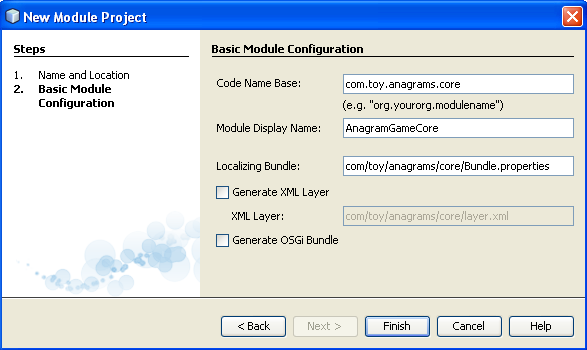 New Module Project
Steps
1. Name and Location
2. Basic Module
Configuration
Basic Module Configuration
Code Name Base: com.toy.anagrams.core
(e.g. "org.yourorg.modulename")
Module Display Name: AnagramGameCore
Localizing Bundle: com/toy/anagrams/core/Bundle.properties
Generate XML Layer
XML Layer: com/toy/anagrams/core/layer.xml
Generate OSGi Bundle
< Back Next > Finish Cancel Help